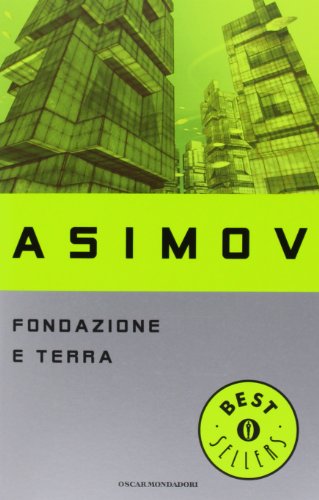 ASIMOV
FONDAZIONE
E TERRA
BEST
SELLERS
OSCAR MONDADORI